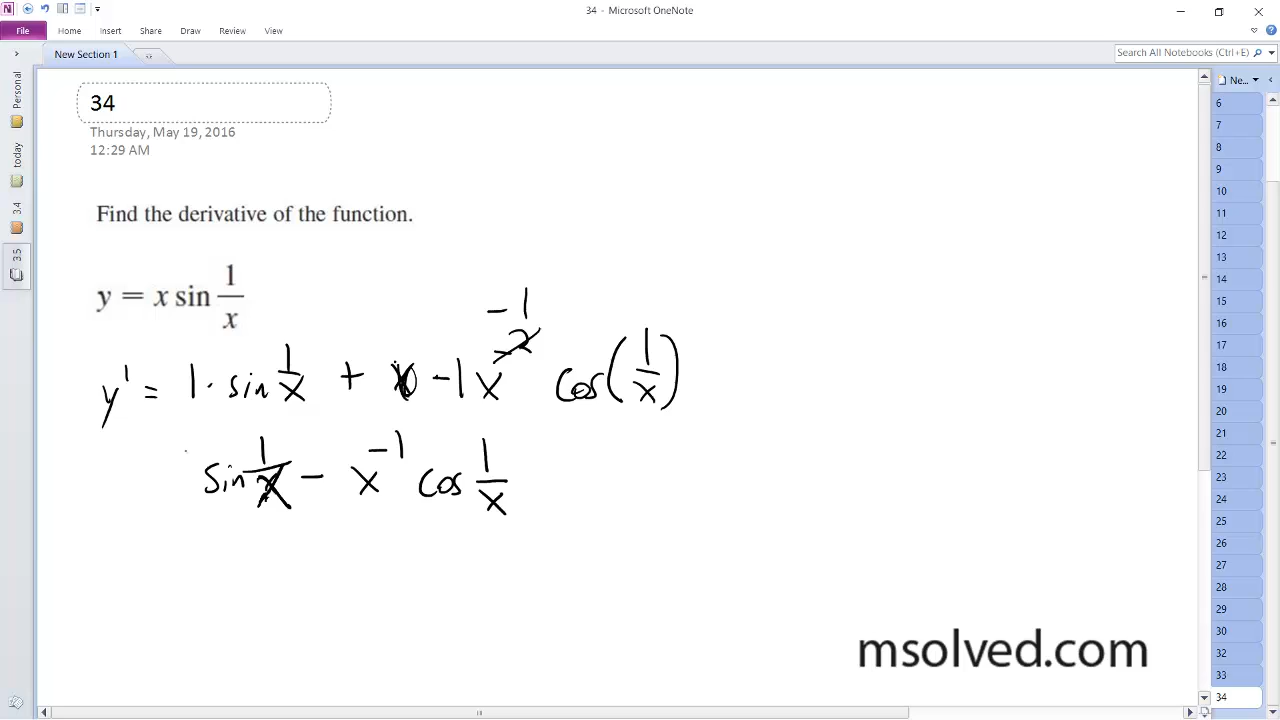 34 - Microsoft OneNote
File Home Insert Share Draw Review View
New Section 1
Search All Notebooks (Ctrl+E)
Personal
today
3.4
35
Ne...
34
Thursday, May 19, 2016
12:29 AM
Find the derivative of the function.
y = x sin 1/x
y' = 1 · sin 1/x + x · -1x^-1 cos(1/x)
sin 1/x - x^-1 cos 1/x
msolved.com
6
7
8
9
10
11
12
13
14
15
16
17
18
19
20
21
22
23
24
25
26
27
28
29
30
32
33
34